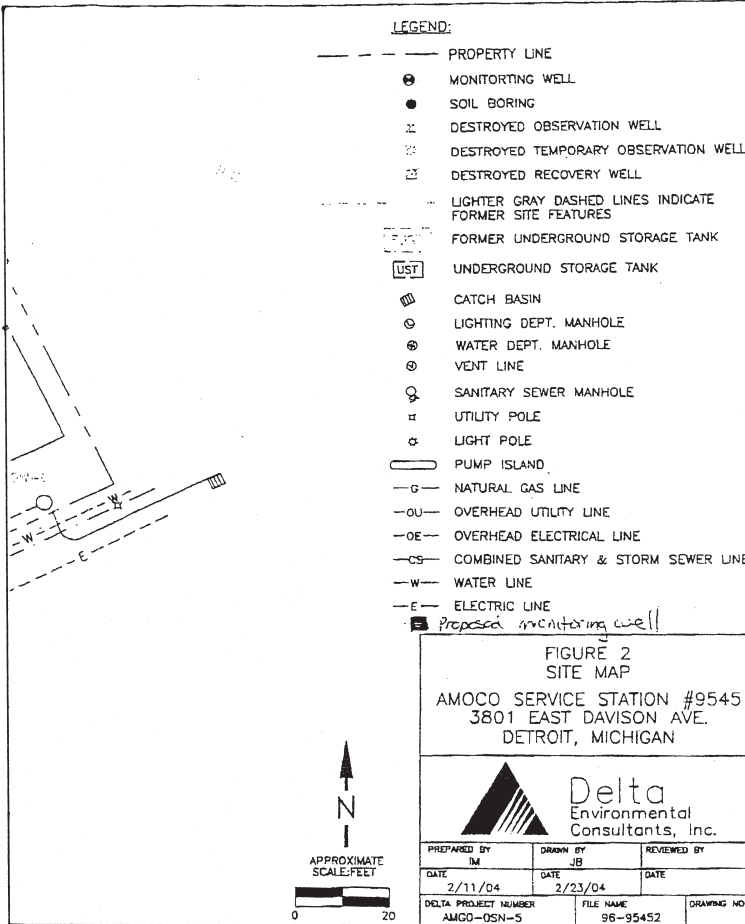 LEGEND:
PROPERTY LINE
MONITORTING WELL
SOIL BORING
DESTROYED OBSERVATION WELL
DESTROYED TEMPORARY OBSERVATION WELL
DESTROYED RECOVERY WELL
LIGHTER GRAY DASHED LINES INDICATE
FORMER SITE FEATURES
FORMER UNDERGROUND STORAGE TANK
UST UNDERGROUND STORAGE TANK
CATCH BASIN
LIGHTING DEPT. MANHOLE
WATER DEPT. MANHOLE
VENT LINE
SANITARY SEWER MANHOLE
UTILITY POLE
LIGHT POLE
PUMP ISLAND
G NATURAL GAS LINE
OU OVERHEAD UTILITY LINE
OE OVERHEAD ELECTRICAL LINE
CS COMBINED SANITARY & STORM SEWER LINE
W WATER LINE
E ELECTRIC LINE
Proposed monitoring well
W
W
E
FIGURE 2
SITE MAP
AMOCO SERVICE STATION #9545
3801 EAST DAVISON AVE.
DETROIT, MICHIGAN
Delta
Environmental
Consultants, Inc.
N
APPROXIMATE
SCALE:FEET
0 20
PREPARED BY DRAWN BY REVIEWED BY
IM JB
DATE DATE DATE
2/11/04 2/23/04
DELTA PROJECT NUMBER FILE NAME DRAWING NO
AMGO-0SN-5 96-95452